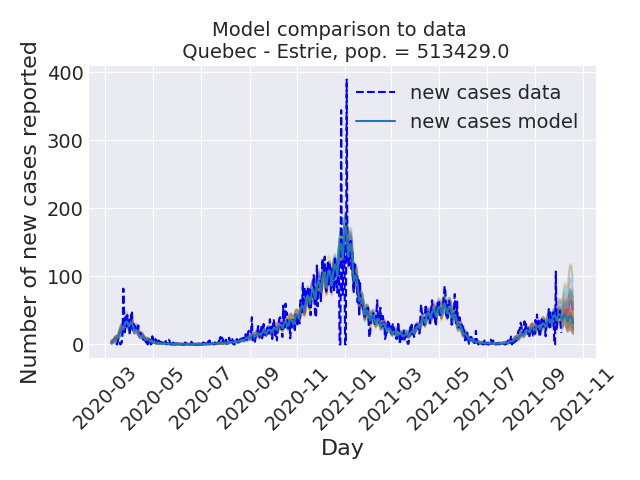 Model comparison to data
Quebec - Estrie, pop. = 513429.0
Number of new cases reported
400
300
200
100
0
new cases data
new cases model
2020-03
2020-05
2020-07
2020-09
2020-11
2021-01
2021-03
2021-05
2021-07
2021-09
2021-11
Day